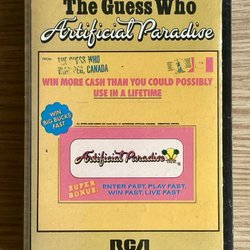 The Guess Who
Artificial Paradise
FROM:
THE GUESS WHO
WINNIPEG, CANADA
WIN MORE CASH THAN YOU COULD POSSIBLY
USE IN A LIFETIME
WIN
BIG BUCKS
FAST
Artificial Paradise
SUPER
BONUS:
ENTER FAST, PLAY FAST,
WIN FAST, LIVE FAST.
RCA